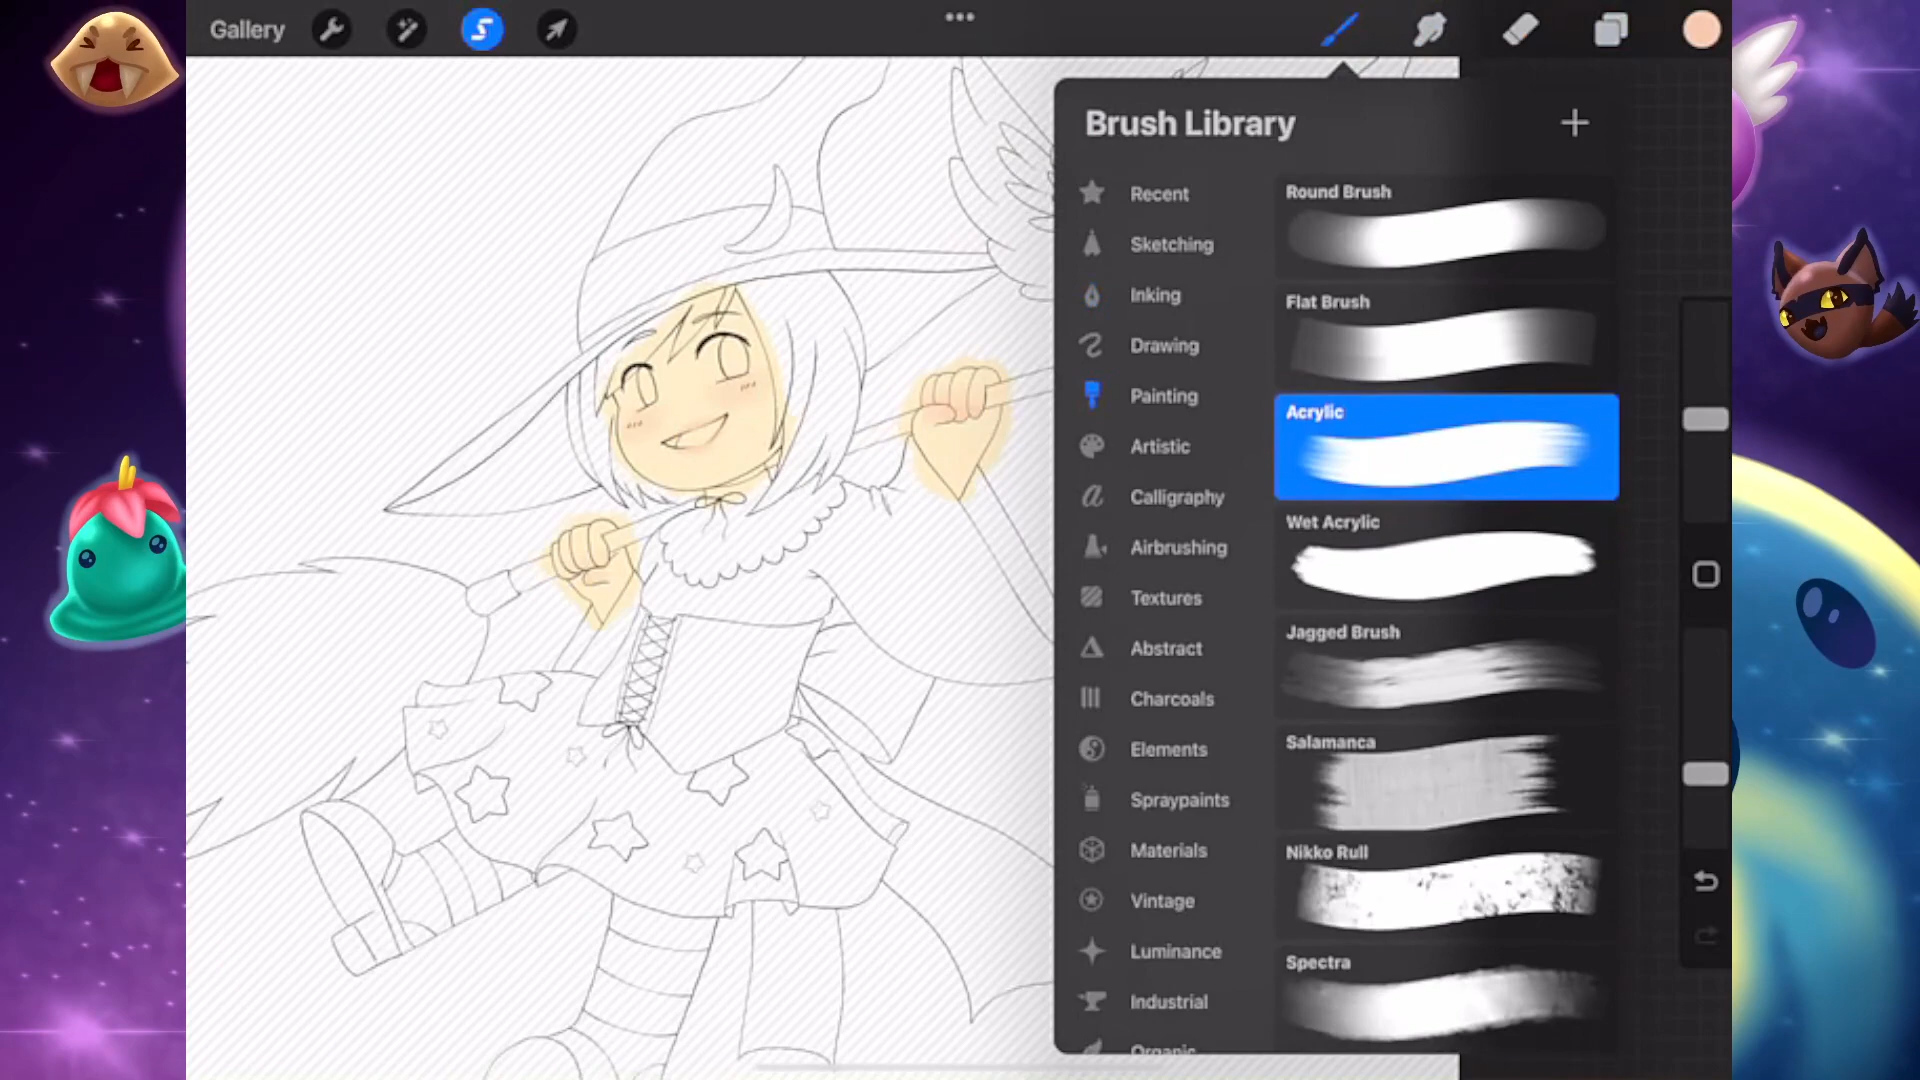 Gallery
Brush Library
Recent
Sketching
Inking
Drawing
Painting
Artistic
Calligraphy
Airbrushing
Textures
Abstract
Charcoals
Elements
Spraypaints
Materials
Vintage
Luminance
Industrial
Organic
Round Brush
Flat Brush
Acrylic
Wet Acrylic
Jagged Brush
Salamanca
Nikko Rull
Spectra